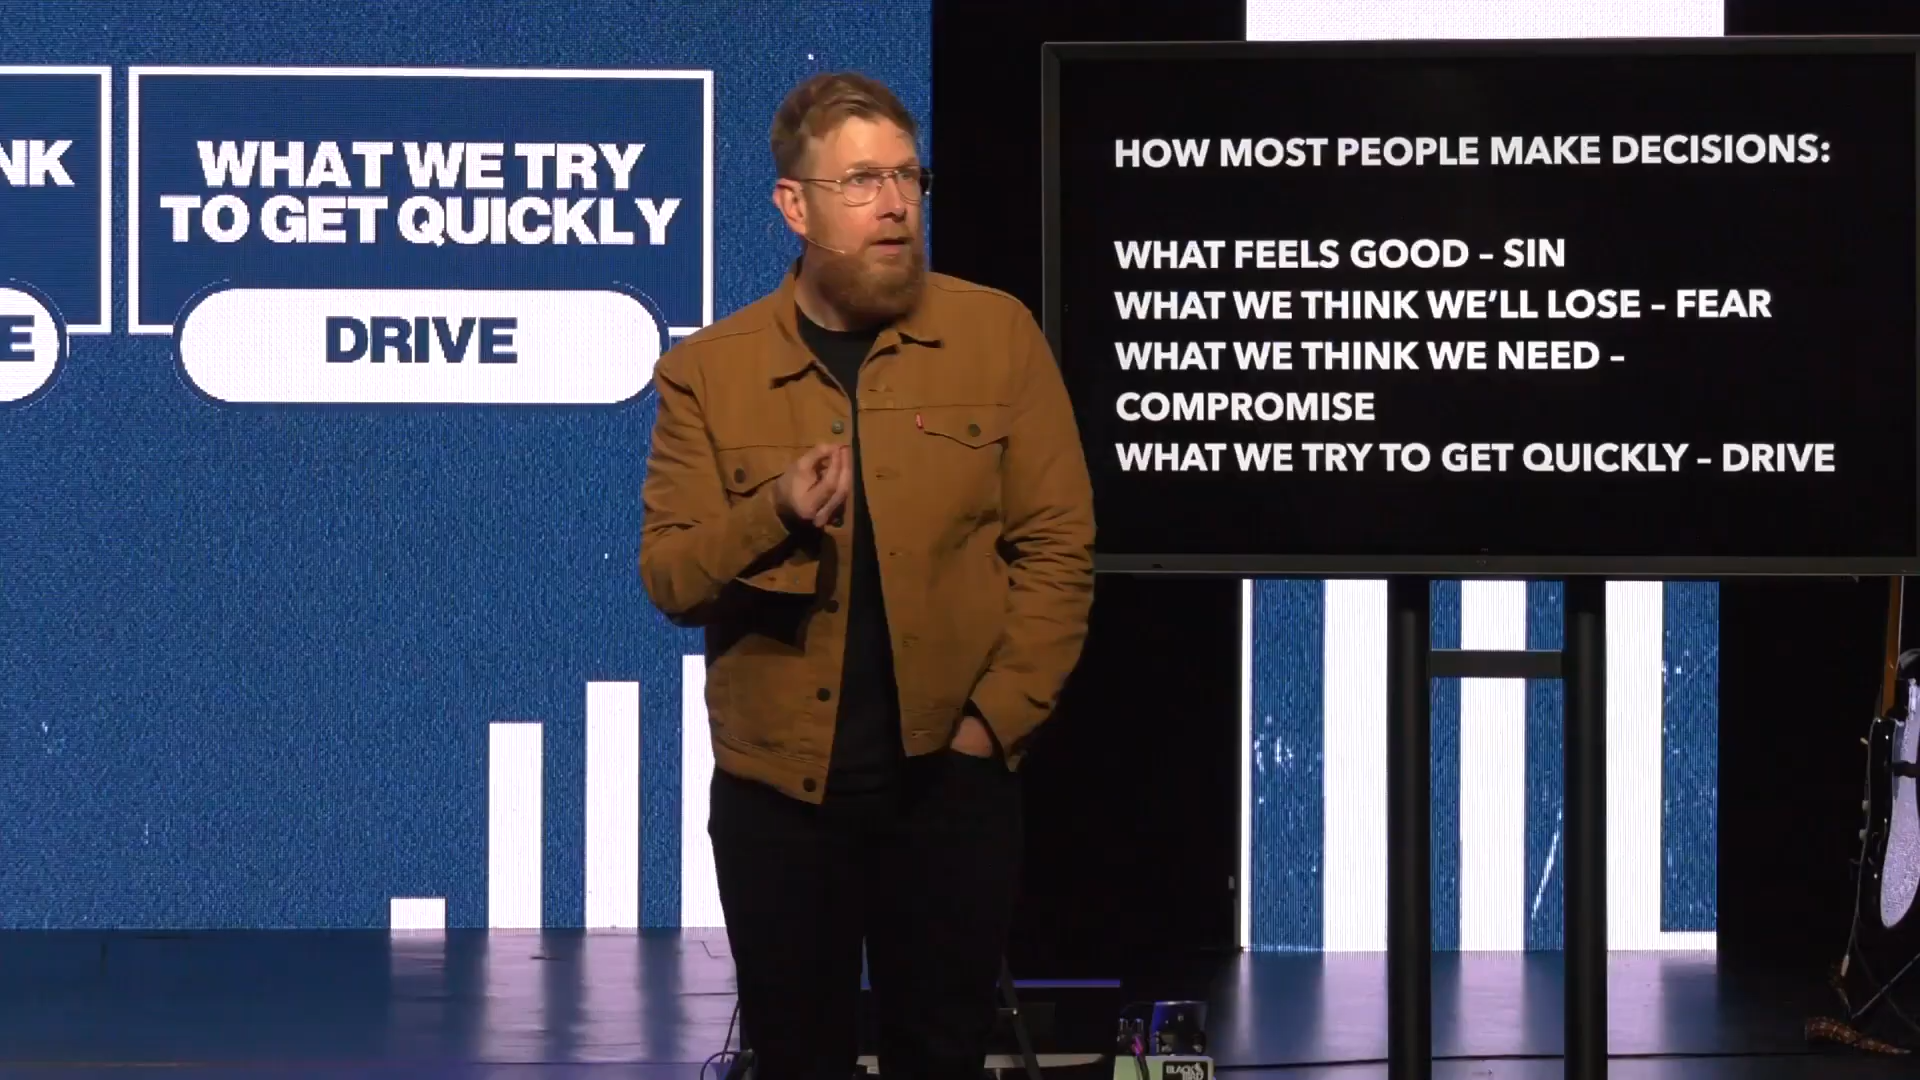 NK
E
WHAT WE TRY
TO GET QUICKLY
DRIVE
HOW MOST PEOPLE MAKE DECISIONS:
WHAT FEELS GOOD – SIN
WHAT WE THINK WE’LL LOSE – FEAR
WHAT WE THINK WE NEED –
COMPROMISE
WHAT WE TRY TO GET QUICKLY – DRIVE